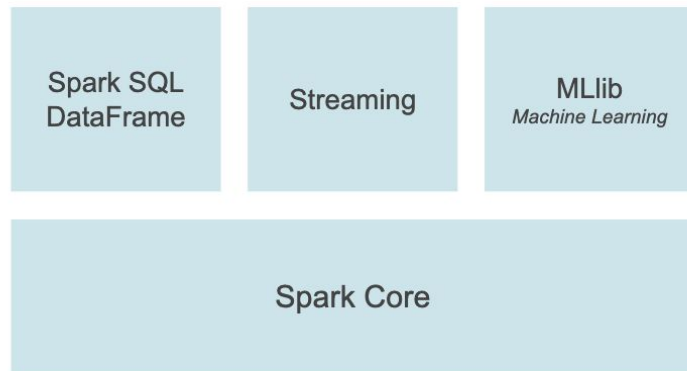 Spark SQL
DataFrame
Streaming
MLlib
Machine Learning
Spark Core